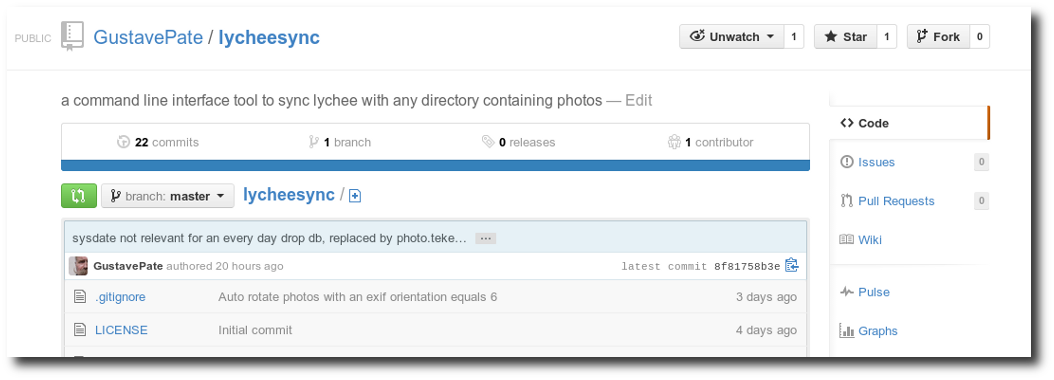 PUBLIC GustavePate / lycheesync Unwatch 1 Star 1 Fork 0
a command line interface tool to sync lychee with any directory containing photos — Edit
22 commits 1 branch 0 releases 1 contributor
branch: master lycheesync /
sysdate not relevant for an every day drop db, replaced by photo.teke… ...
GustavePate authored 20 hours ago latest commit 8f81758b3e
.gitignore Auto rotate photos with an exif orientation equals 6 3 days ago
LICENSE Initial commit 4 days ago
Code
Issues 0
Pull Requests 0
Wiki
Pulse
Graphs